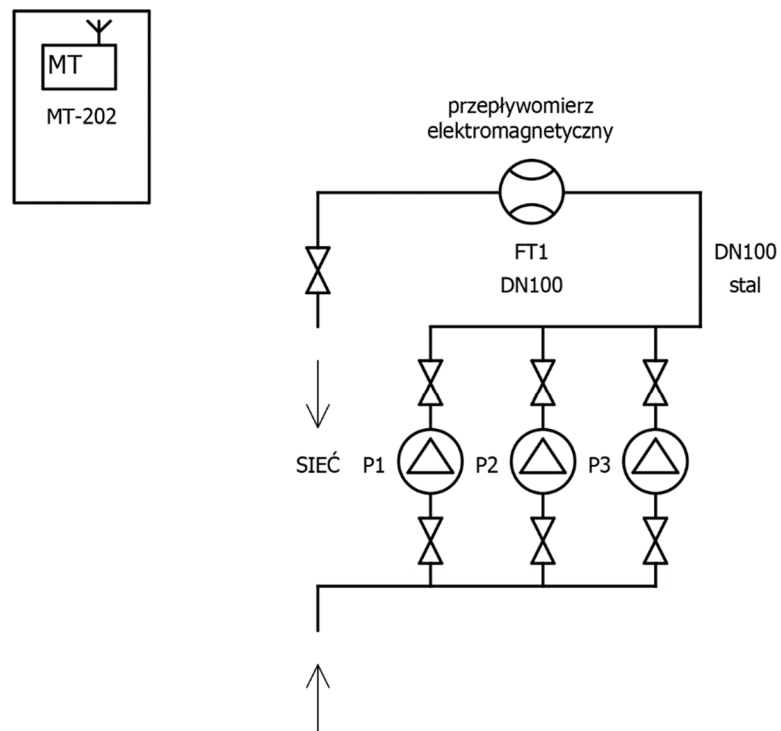 MT
MT-202
przepływomierz
elektromagnetyczny
FT1
DN100
DN100
stal
SIEĆ
P1
P2
P3